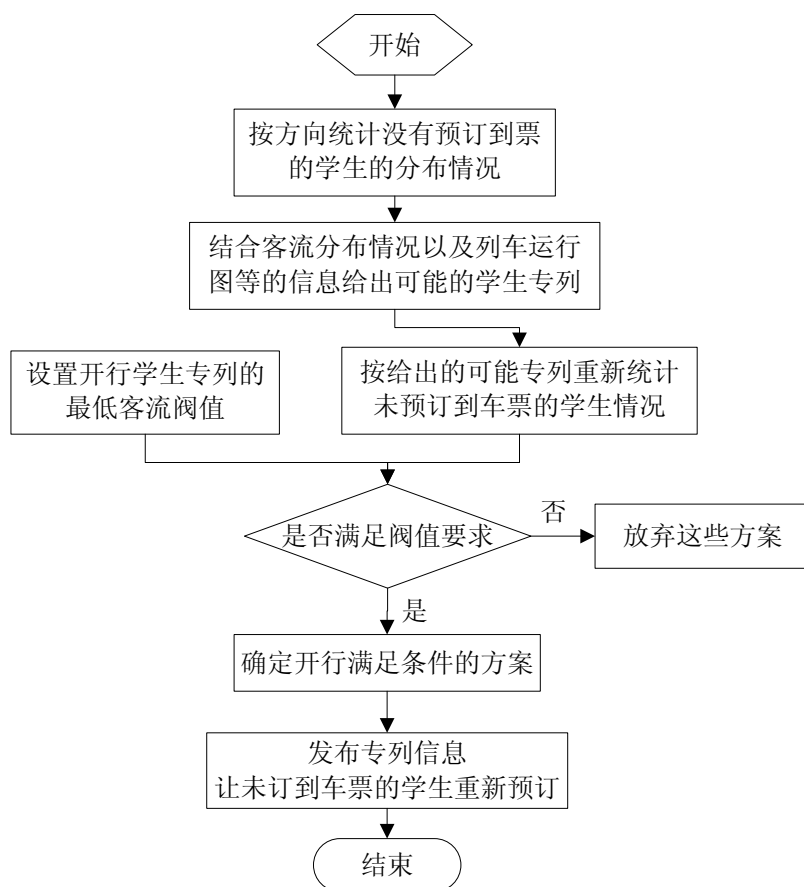 开始
按方向统计没有预订到票
的学生的分布情况
结合客流分布情况以及列车运行
图等的信息给出可能的学生专列
设置开行学生专列的
最低客流阀值
按给出的可能专列重新统计
未预订到车票的学生情况
是否满足阀值要求
否
放弃这些方案
是
确定开行满足条件的方案
发布专列信息
让未订到车票的学生重新预订
结束